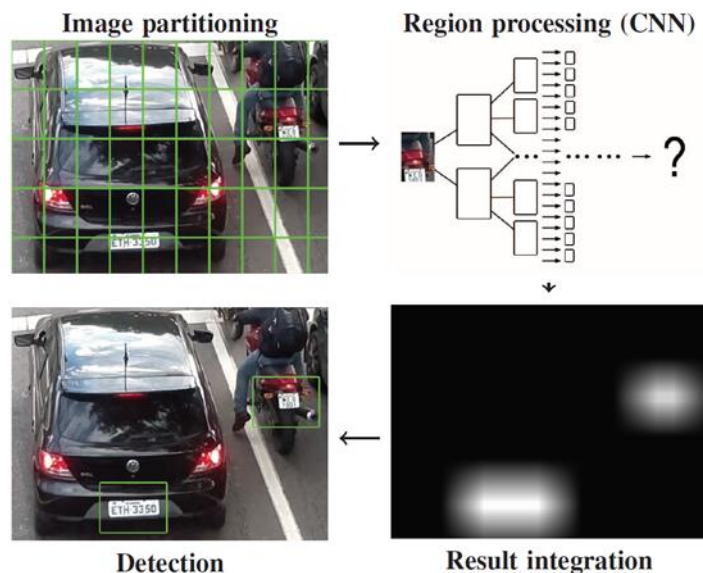 Image partitioning
Region processing (CNN)
?
ETH-3350
ETH-3350
Detection
Result integration